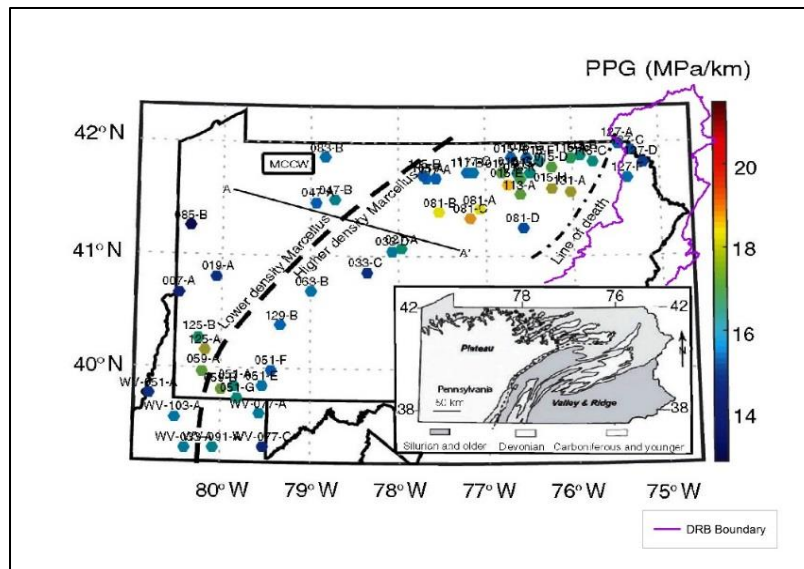 PPG (MPa/km)
42°N
41°N
40°N
80°W
79°W
78°W
77°W
76°W
75°W
20
18
16
14
083-B
MCCW
047-A
047-B
A
A'
085-B
019-A
007-A
Lower density Marcellus
Higher density Marcellus
Line of death
127-A
127-D
015-D
113-A
081-B
081-A
081-C
081-D
033-C
063-B
129-B
125-B
125-A
059-A
051-F
051-E
051-G
WV-051-A
WV-103-A
WV-077-A
WV-077-C
78
76
42
42
38
38
Plateau
Pennsylvania
50 km
Valley & Ridge
N
Silurian and older
Devonian
Carboniferous and younger
DRB Boundary